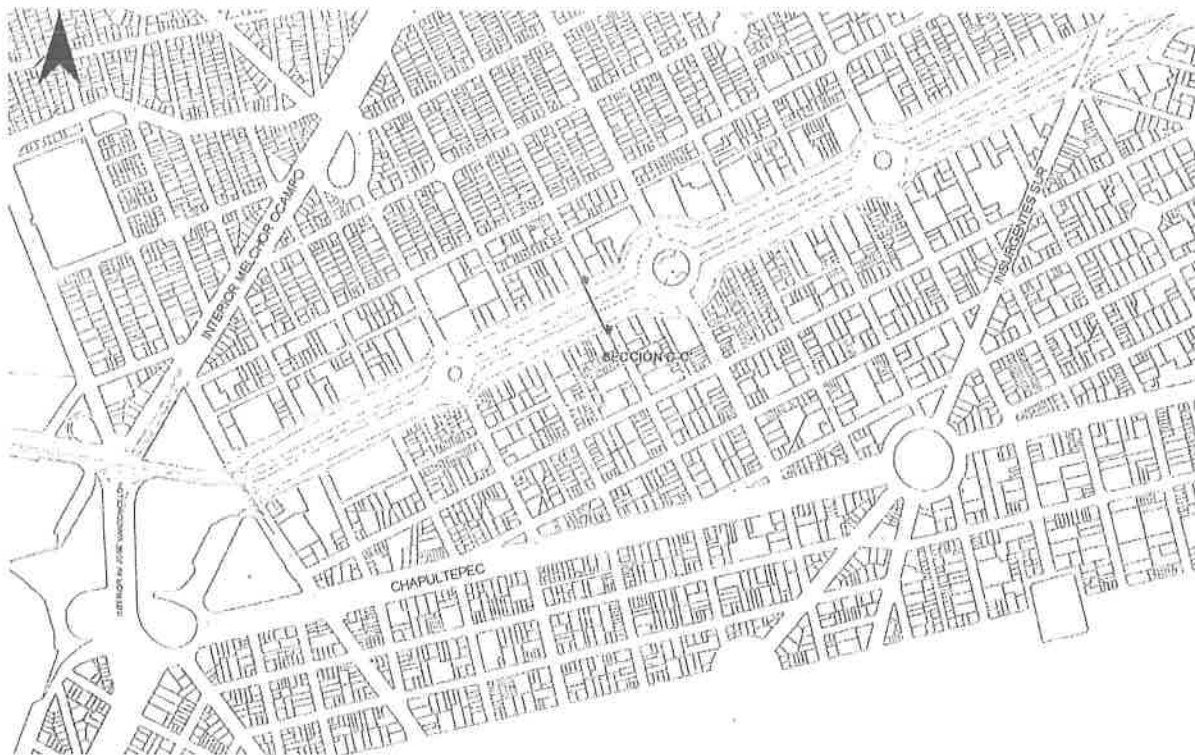 INTERIOR MELCHOR OCAMPO
INSURGENTES SUR
SECCIÓN C-C'
CHAPULTEPEC